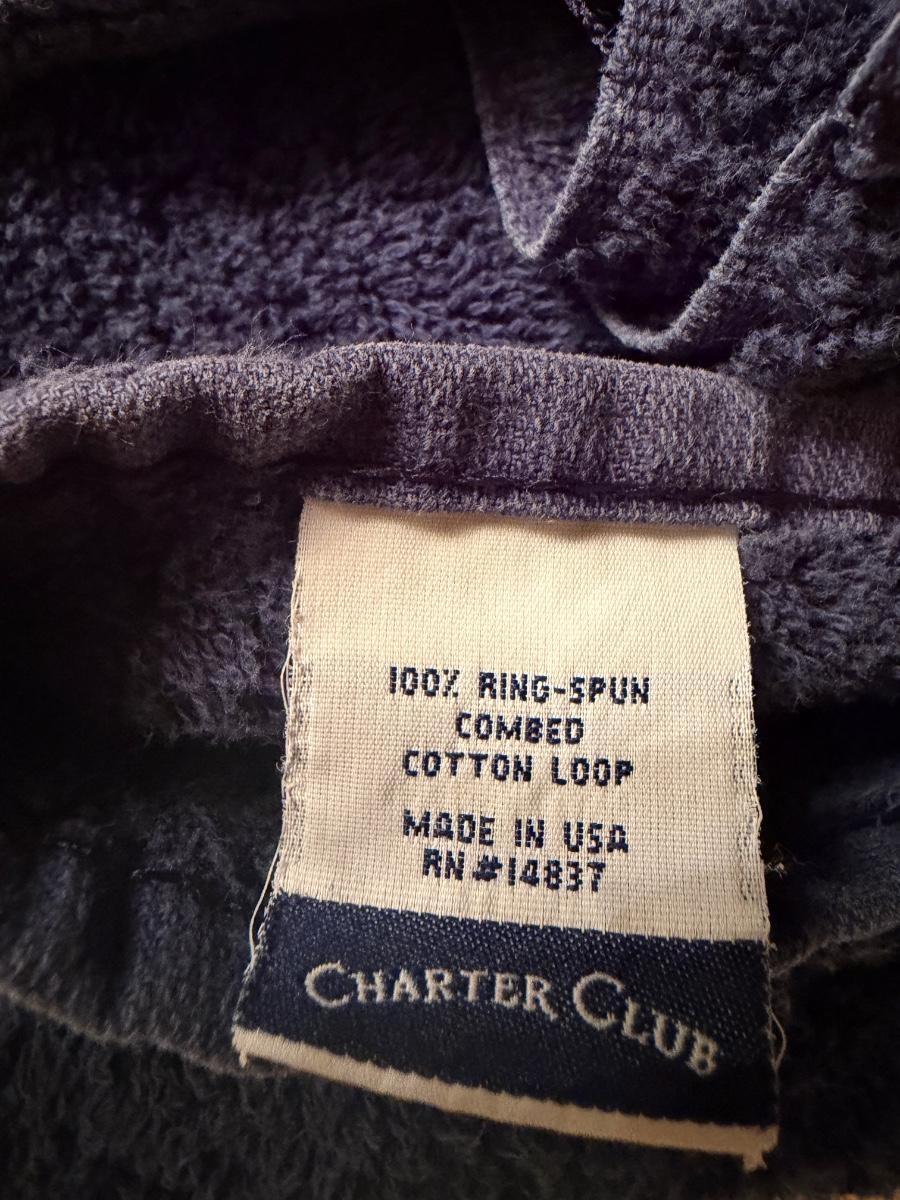 100% RING-SPUN
COMBED
COTTON LOOP
MADE IN USA
RN#14837
CHARTER CLUB